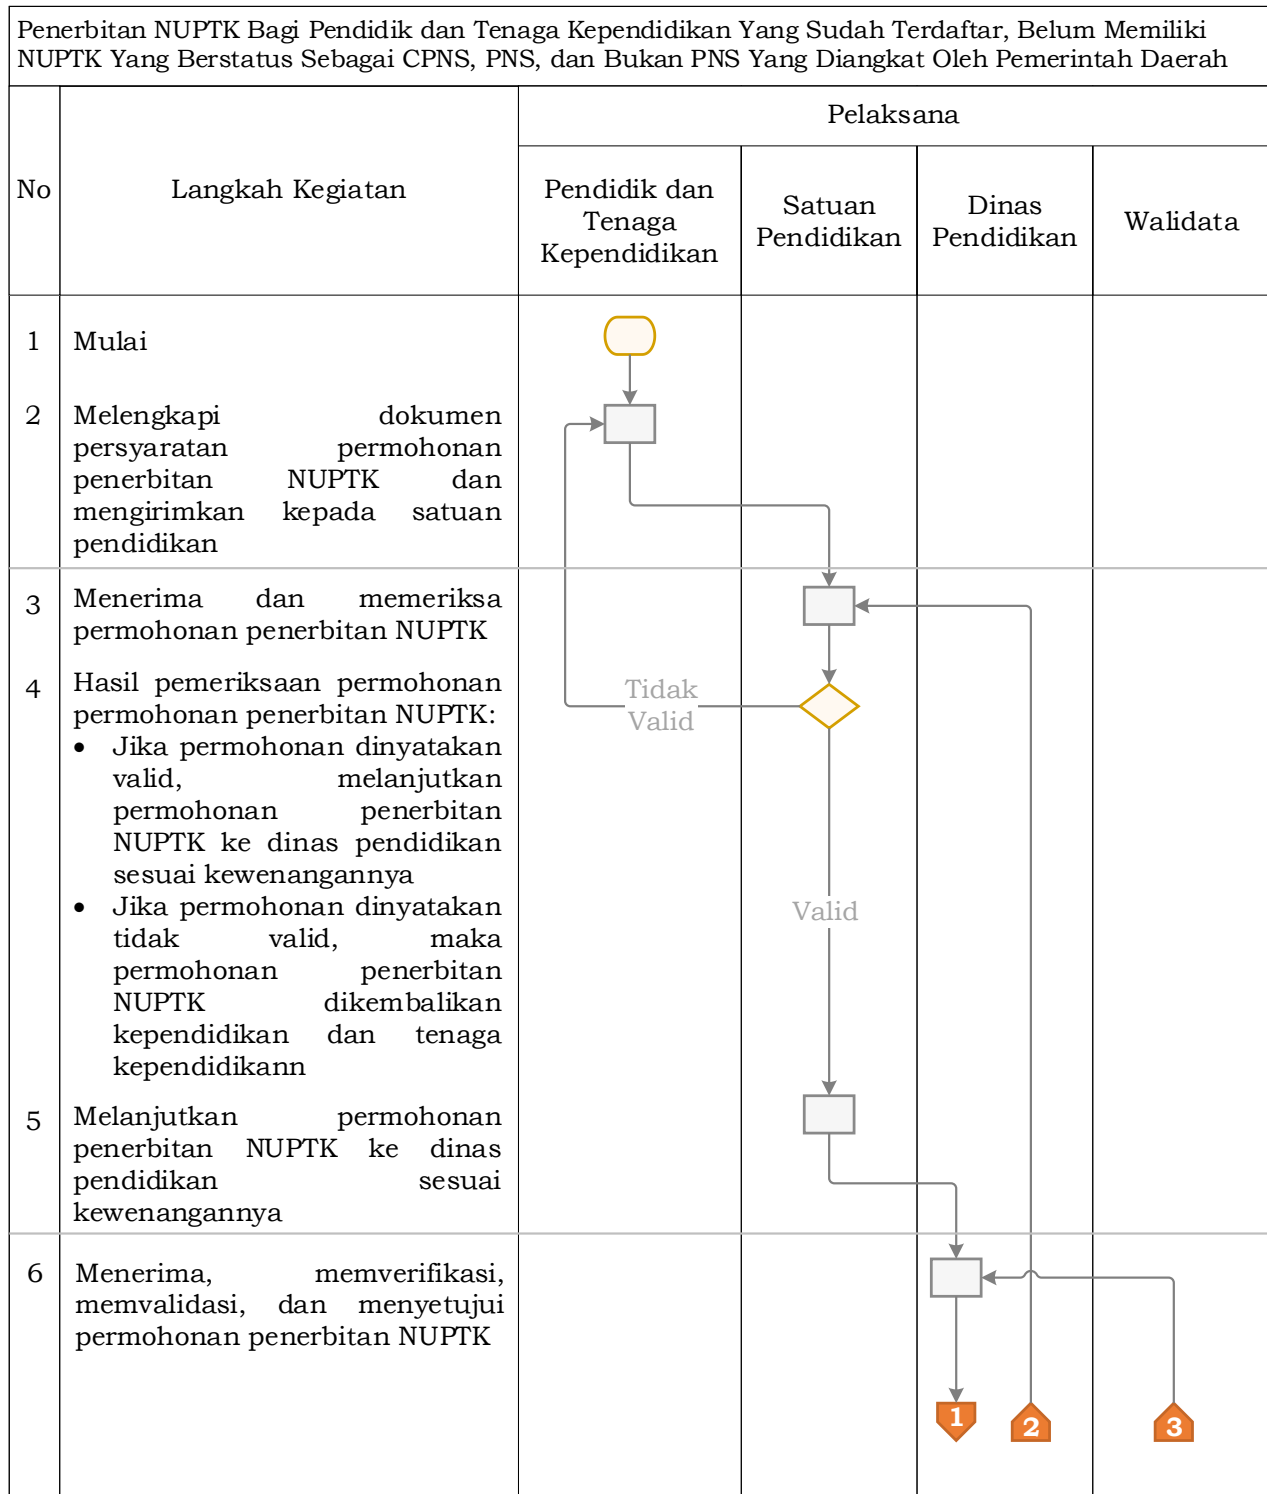 Penerbitan NUPTK Bagi Pendidik dan Tenaga Kependidikan Yang Sudah Terdaftar, Belum Memiliki
NUPTK Yang Berstatus Sebagai CPNS, PNS, dan Bukan PNS Yang Diangkat Oleh Pemerintah Daerah
No
Langkah Kegiatan
Pelaksana
Pendidik dan
Tenaga
Kependidikan
Satuan
Pendidikan
Dinas
Pendidikan
Walidata
1
Mulai
2
Melengkapi dokumen
persyaratan permohonan
penerbitan NUPTK dan
mengirimkan kepada satuan
pendidikan
3
Menerima dan memeriksa
permohonan penerbitan NUPTK
4
Hasil pemeriksaan permohonan
permohonan penerbitan NUPTK:
• Jika permohonan dinyatakan
valid, melanjutkan
permohonan penerbitan
NUPTK ke dinas pendidikan
sesuai kewenangannya
• Jika permohonan dinyatakan
tidak valid, maka
permohonan penerbitan
NUPTK dikembalikan
kependidikan dan tenaga
kependidikann
Tidak
Valid
Valid
5
Melanjutkan permohonan
penerbitan NUPTK ke dinas
pendidikan sesuai
kewenangannya
6
Menerima, memverifikasi,
memvalidasi, dan menyetujui
permohonan penerbitan NUPTK
1
2
3